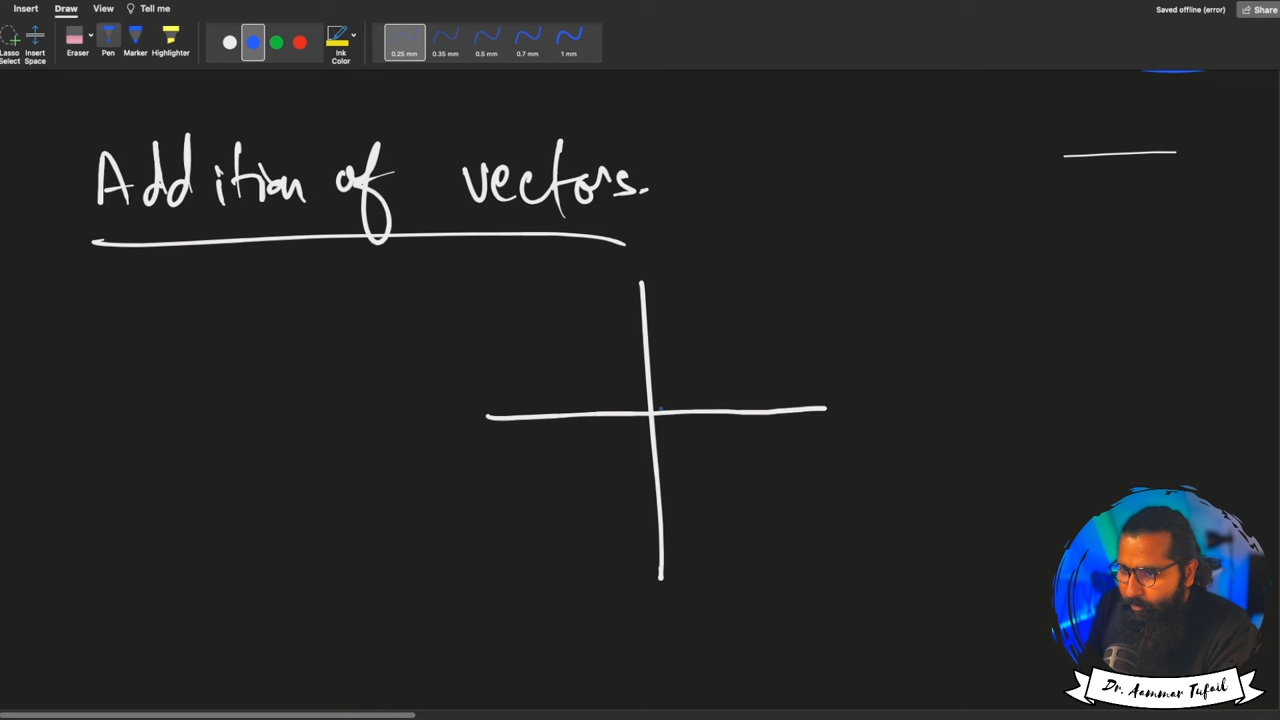 Insert Draw View Tell me Saved offline (error) Share
Lasso Select Insert Space Eraser Pen Marker Highlighter Ink Color 0.25 mm 0.35 mm 0.5 mm 0.7 mm 1 mm
Addition of vectors.
Dr. Aammar Tufail